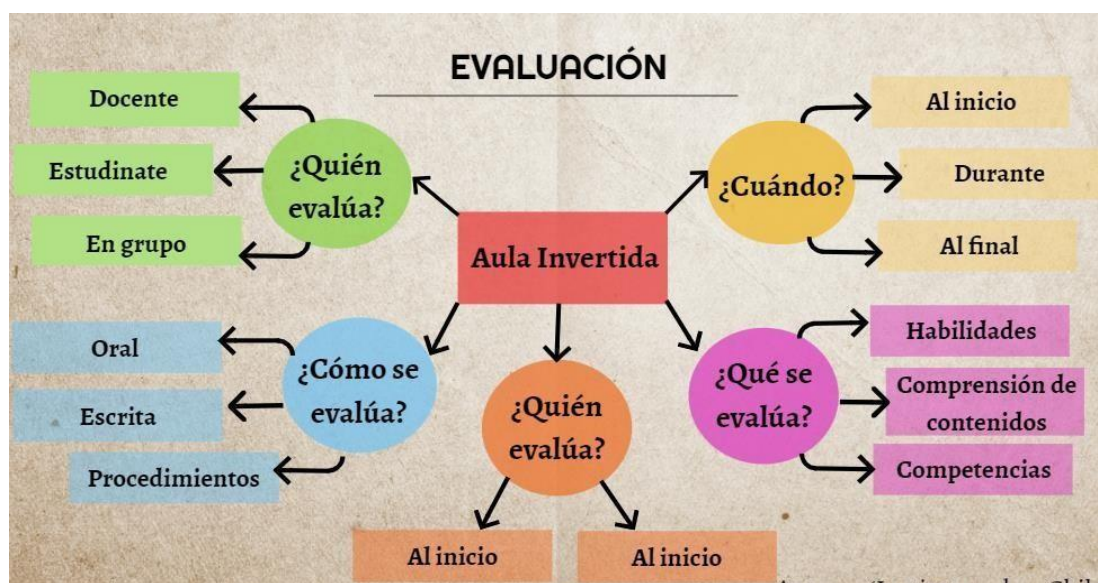 EVALUACIÓN
Docente
Estudinate
En grupo
¿Quién
evalúa?
Aula Invertida
¿Cuándo?
Al inicio
Durante
Al final
Oral
Escrita
Procedimientos
¿Cómo se
evalúa?
¿Quién
evalúa?
Al inicio
Al inicio
¿Qué se
evalúa?
Habilidades
Comprensión de
contenidos
Competencias